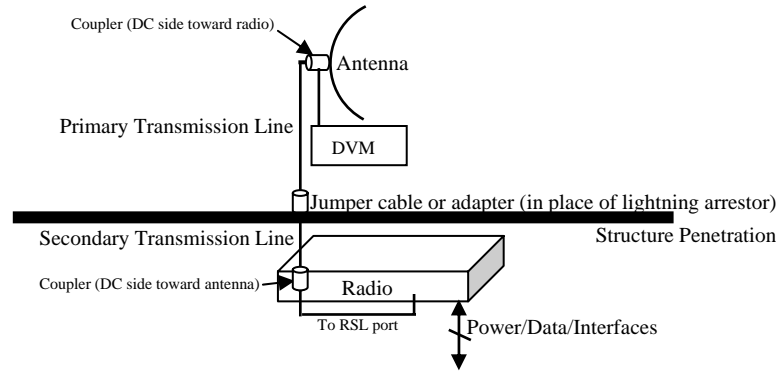 Coupler (DC side toward radio)
Antenna
Primary Transmission Line
DVM
Jumper cable or adapter (in place of lightning arrestor)
Secondary Transmission Line
Structure Penetration
Coupler (DC side toward antenna)
Radio
To RSL port
Power/Data/Interfaces